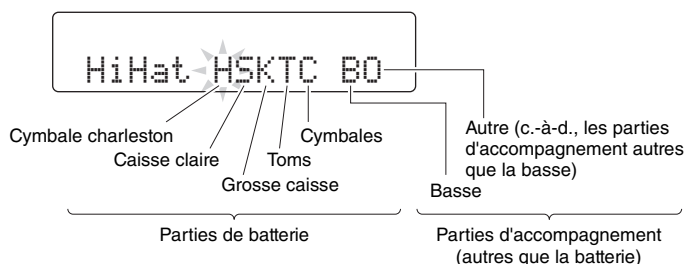 HiHat HSKTC BO
Cymbale charleston
Caisse claire
Grosse caisse
Toms
Cymbales
Basse
Autre (c.-à-d., les parties
d'accompagnement autres
que la basse)
Parties de batterie
Parties d'accompagnement
(autres que la batterie)